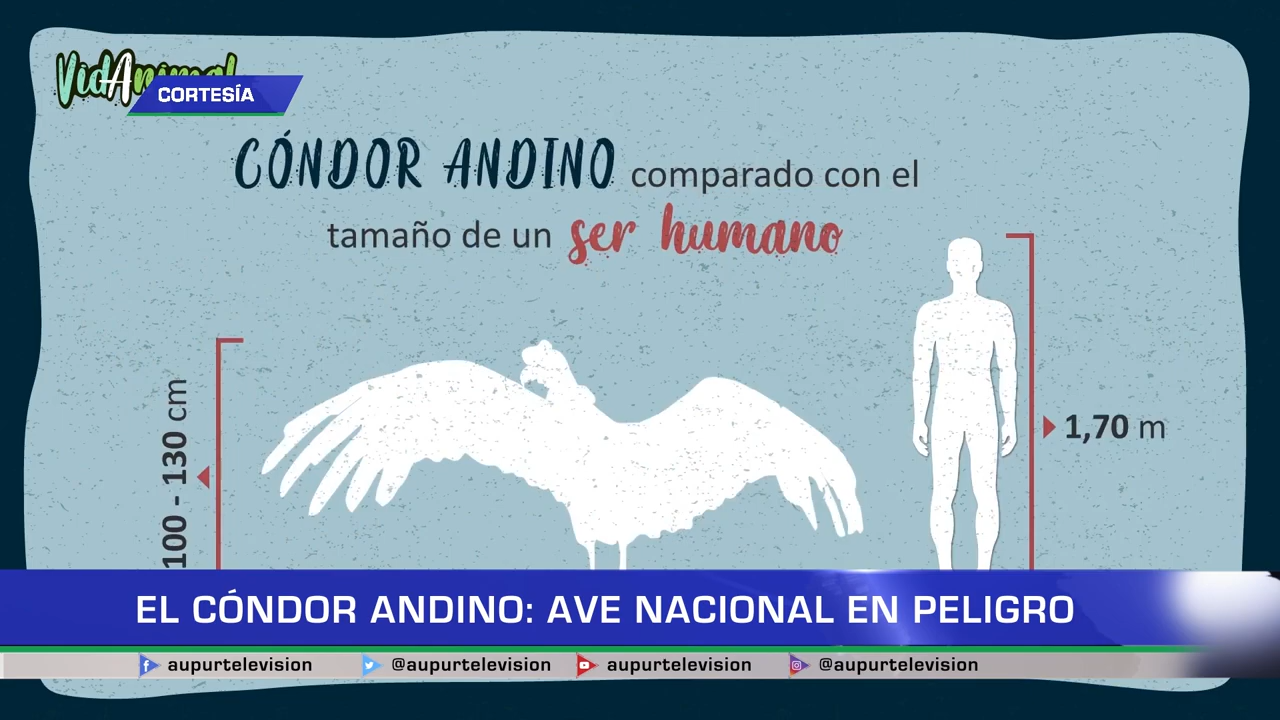 VidAnimal
CORTESÍA
CÓNDOR ANDINO comparado con el
tamaño de un ser humano
100 - 130 cm
1,70 m
EL CÓNDOR ANDINO: AVE NACIONAL EN PELIGRO
aupurtelevision @aupurtelevision aupurtelevision @aupurtelevision